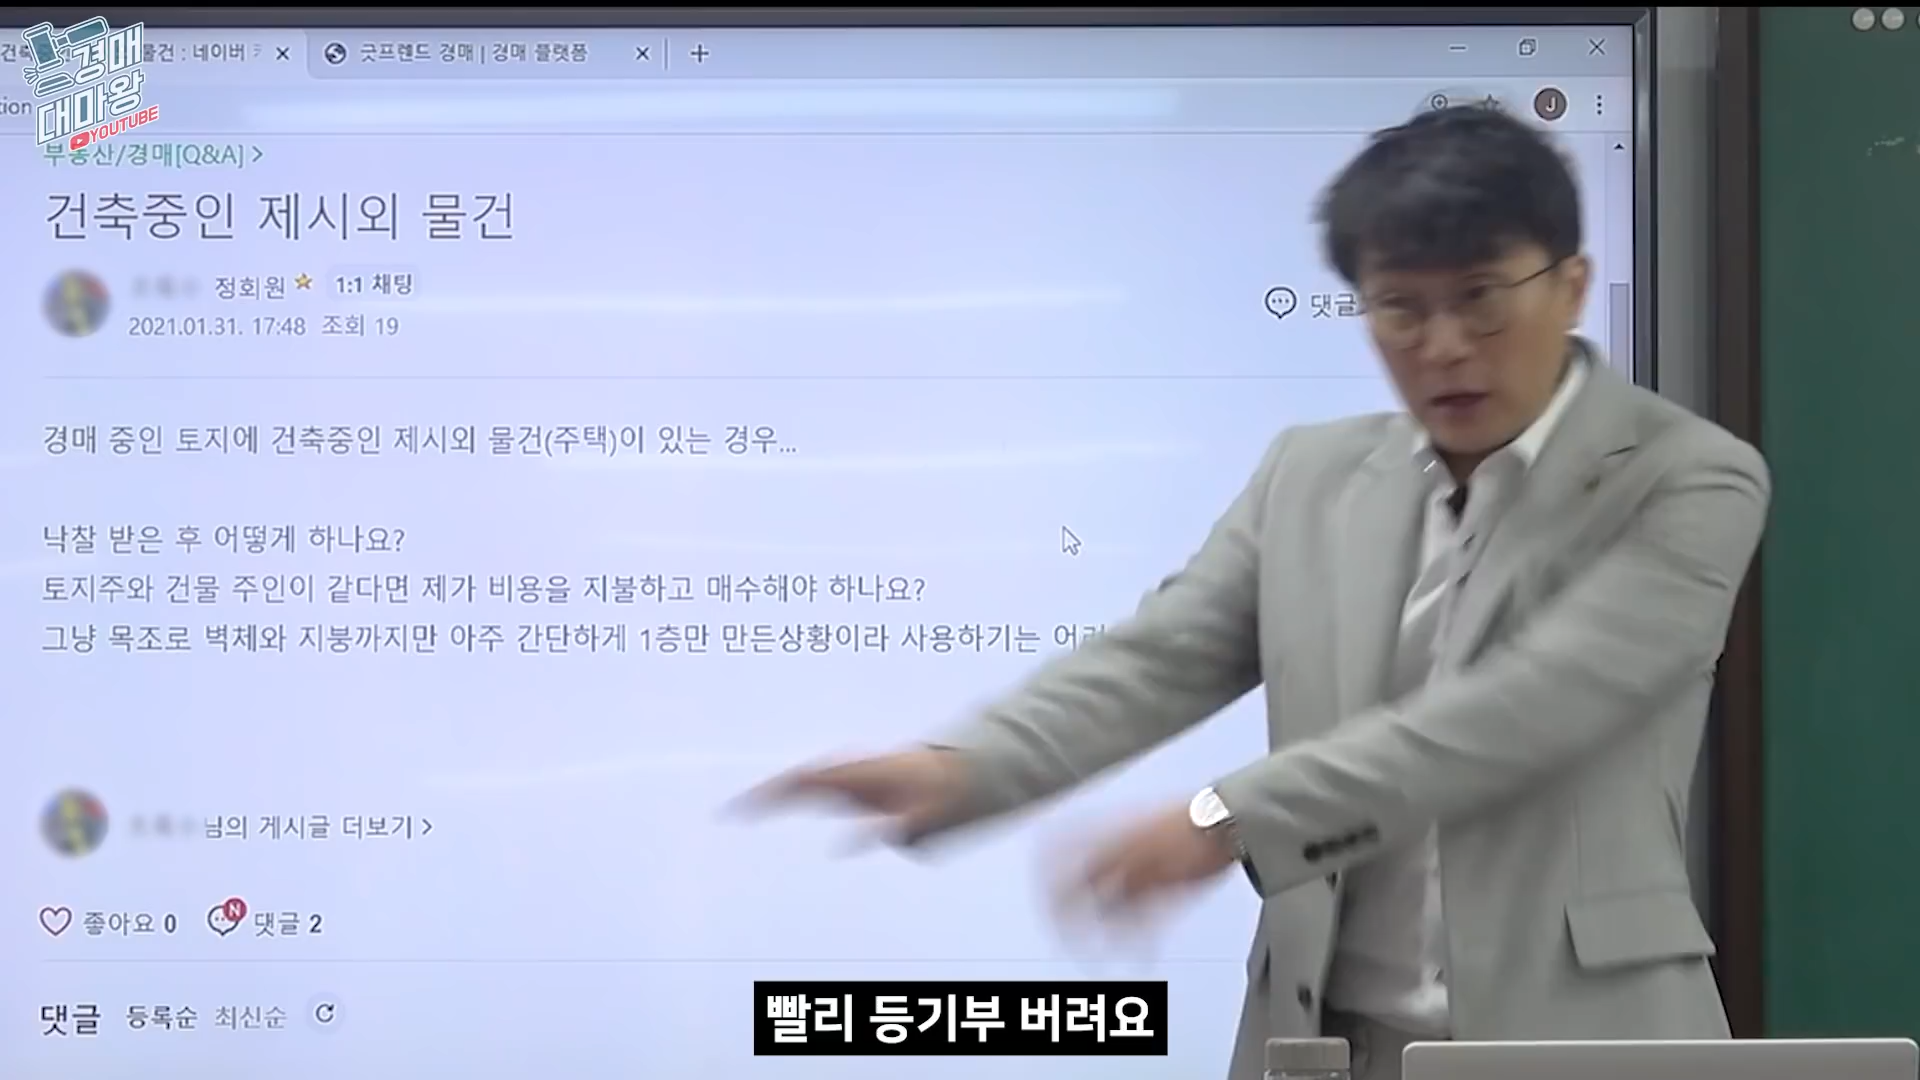 경매
대마왕
YOUTUBE
물건 : 네이버
굿프렌드 경매 | 경매 플랫폼
tion
J
부동산/경매[Q&A] >
건축중인 제시외 물건
정회원 1:1 채팅
2021.01.31. 17:48 조회 19
댓글
경매 중인 토지에 건축중인 제시외 물건(주택)이 있는 경우...
낙찰 받은 후 어떻게 하나요?
토지주와 건물 주인이 같다면 제가 비용을 지불하고 매수해야 하나요?
그냥 목조로 벽체와 지붕까지만 아주 간단하게 1층만 만든상황이라 사용하기는
님의 게시글 더보기 >
좋아요 0 N 댓글 2
댓글 등록순 최신순
빨리 등기부 버려요